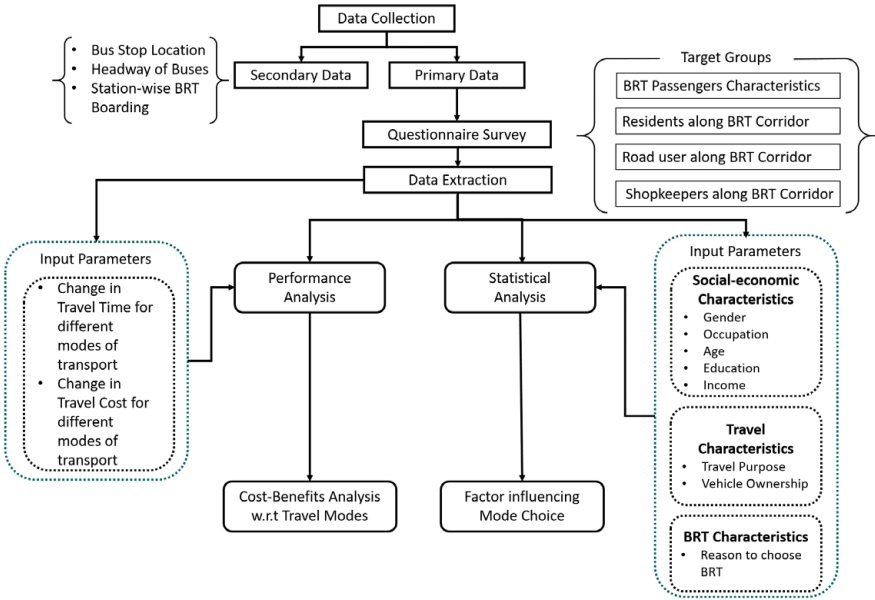 Data Collection
• Bus Stop Location
• Headway of Buses
• Station-wise BRT
Boarding
Secondary Data
Primary Data
Target Groups
BRT Passengers Characteristics
Residents along BRT Corridor
Road user along BRT Corridor
Shopkeepers along BRT Corridor
Questionnaire Survey
Data Extraction
Input Parameters
• Change in
Travel Time for
different
modes of
transport
• Change in
Travel Cost for
different
modes of
transport
Performance
Analysis
Statistical
Analysis
Input Parameters
Social-economic
Characteristics
• Gender
• Occupation
• Age
• Education
• Income
Travel
Characteristics
• Travel Purpose
• Vehicle Ownership
BRT Characteristics
• Reason to choose
BRT
Cost-Benefits Analysis
w.r.t Travel Modes
Factor influencing
Mode Choice